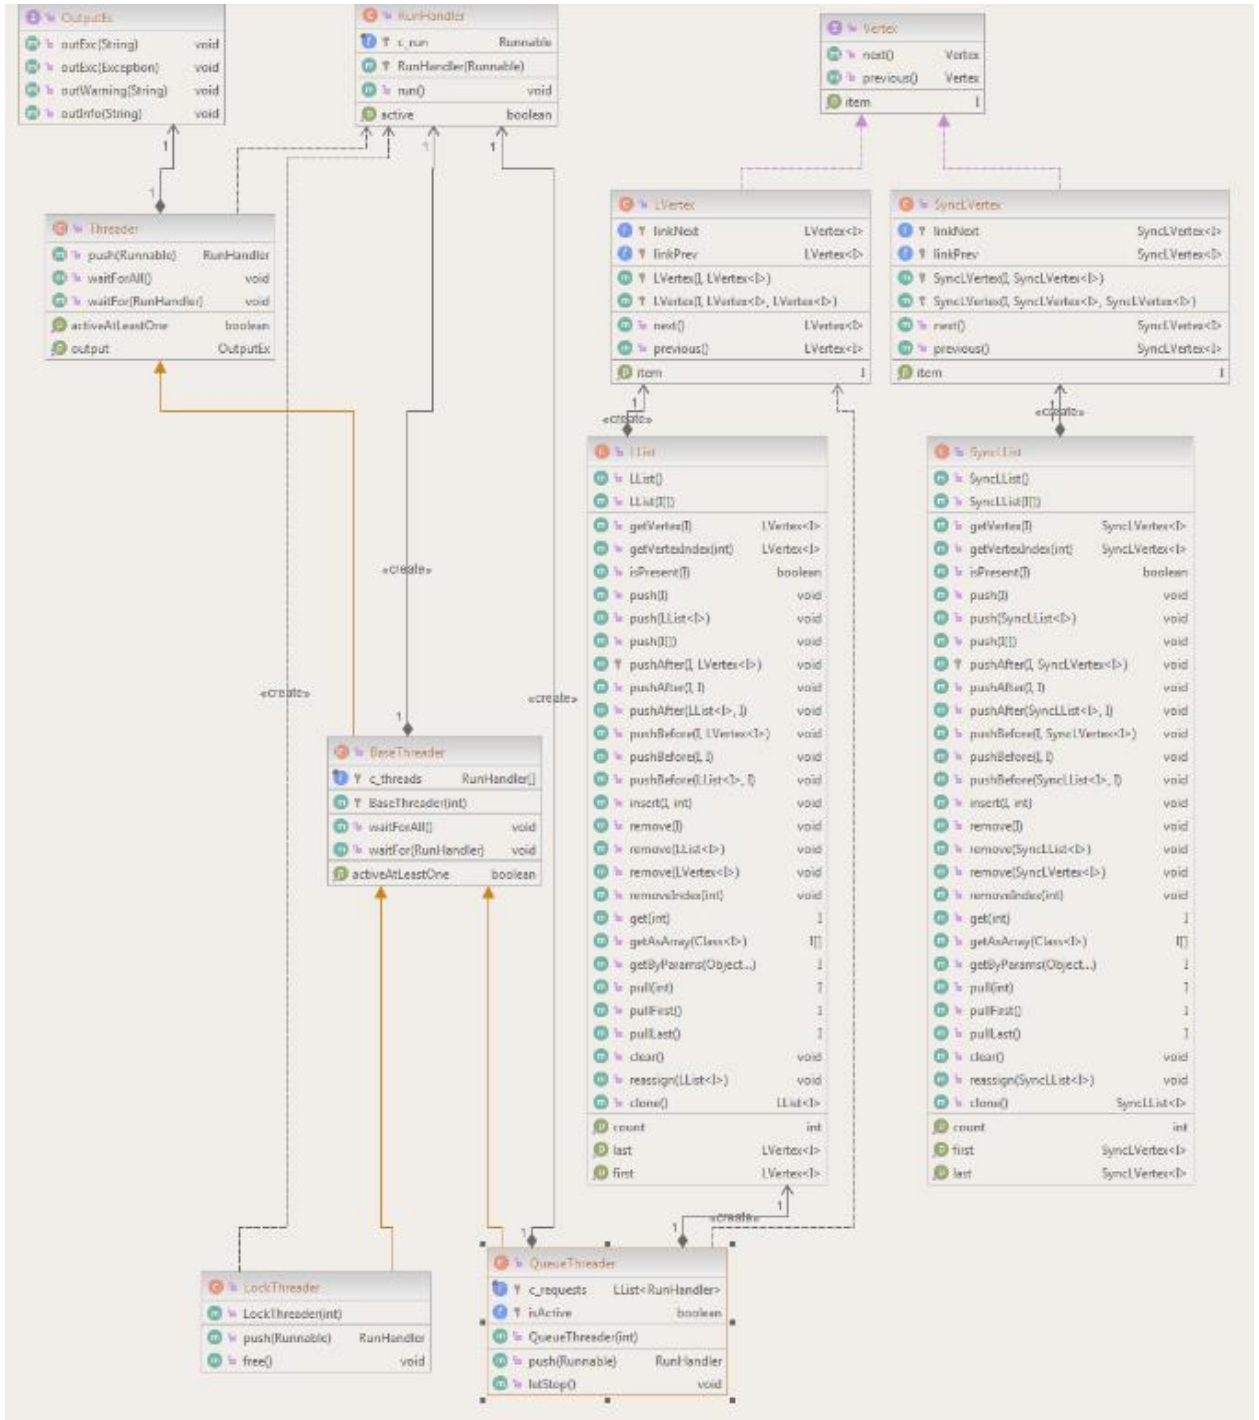 OutputEx
outExc(String) void
outExc(Exception) void
outWarning(String) void
outInfo(String) void
RunHandler
c_run Runnable
RunHandler(Runnable)
run() void
active boolean
Vertex
next() Vertex
previous() Vertex
item I
1
1
1
1
Threader
push(Runnable) RunHandler
waitForAll() void
waitFor(RunHandler) void
activeAtLeastOne boolean
output OutputEx
LVertex
linkNext LVertex<I>
linkPrev LVertex<I>
LVertex(I, LVertex<I>)
LVertex(I, LVertex<I>, LVertex<I>)
next() LVertex<I>
previous() LVertex<I>
item I
SyncLVertex
linkNext SyncLVertex<I>
linkPrev SyncLVertex<I>
SyncLVertex(I, SyncLVertex<I>)
SyncLVertex(I, SyncLVertex<I>, SyncLVertex<I>)
next() SyncLVertex<I>
previous() SyncLVertex<I>
item I
1
«create»
1
«create»
LList
LList()
LList(I[])
getVertex(I) LVertex<I>
getVertexIndex(int) LVertex<I>
isPresent(I) boolean
push(I) void
push(LList<I>) void
push(I[]) void
pushAfter(I, LVertex<I>) void
pushAfter(I, I) void
pushAfter(LList<I>, I) void
pushBefore(I, LVertex<I>) void
pushBefore(I, I) void
pushBefore(LList<I>, I) void
insert(I, int) void
remove(I) void
remove(LList<I>) void
remove(LVertex<I>) void
removeIndex(int) void
get(int) I
getAsArray(Class<I>) I[]
getByParams(Object...) I
pull(int) I
pullFirst() I
pullLast() I
clear() void
reassign(LList<I>) void
clone() LList<I>
count int
last LVertex<I>
first LVertex<I>
SyncLList
SyncLList()
SyncLList(I[])
getVertex(I) SyncLVertex<I>
getVertexIndex(int) SyncLVertex<I>
isPresent(I) boolean
push(I) void
push(SyncLList<I>) void
push(I[]) void
pushAfter(I, SyncLVertex<I>) void
pushAfter(I, I) void
pushAfter(SyncLList<I>, I) void
pushBefore(I, SyncLVertex<I>) void
pushBefore(I, I) void
pushBefore(SyncLList<I>, I) void
insert(I, int) void
remove(I) void
remove(SyncLList<I>) void
remove(SyncLVertex<I>) void
removeIndex(int) void
get(int) I
getAsArray(Class<I>) I[]
getByParams(Object...) I
pull(int) I
pullFirst() I
pullLast() I
clear() void
reassign(SyncLList<I>) void
clone() SyncLList<I>
count int
first SyncLVertex<I>
last SyncLVertex<I>
«create»
«create»
«create»
1
BaseThreader
c_threads RunHandler[]
BaseThreader(int)
waitForAll() void
waitFor(RunHandler) void
activeAtLeastOne boolean
1
«create»
1
1
LockThreader
LockThreader(int)
push(Runnable) RunHandler
free() void
QueueThreader
c_requests LList<RunHandler>
isActive boolean
QueueThreader(int)
push(Runnable) RunHandler
letStop() void